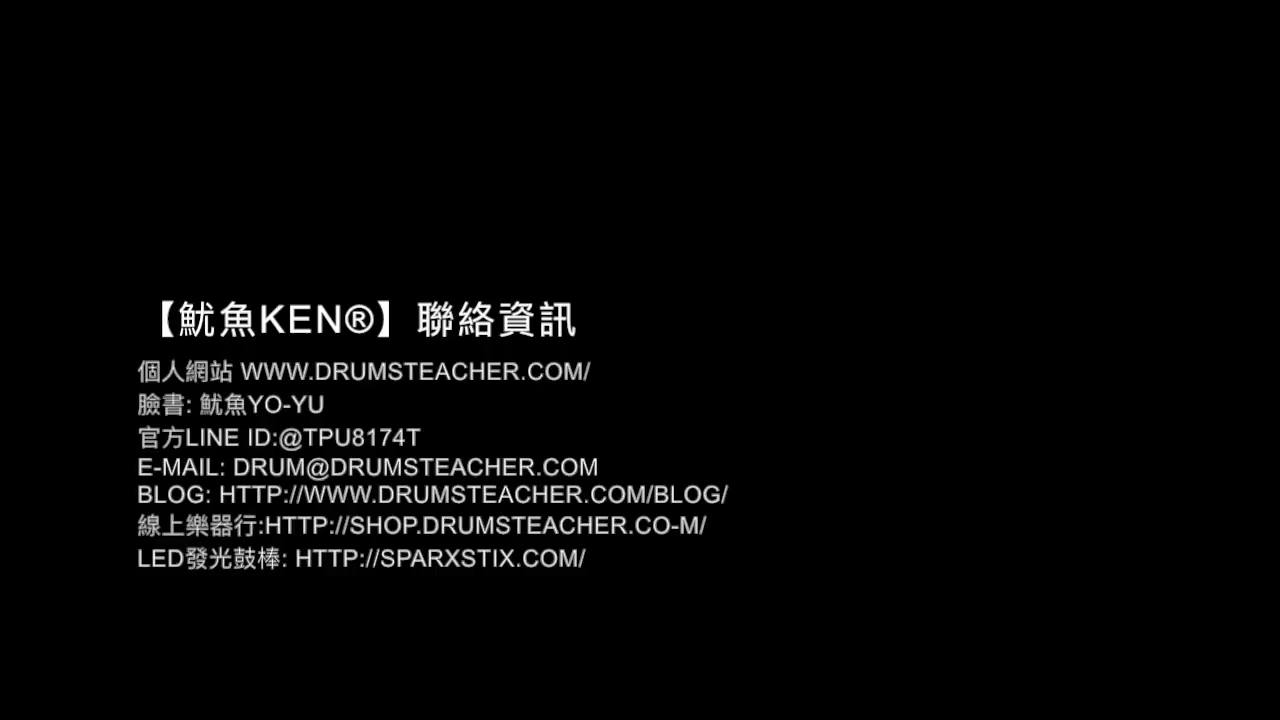 【魷魚KEN®】聯絡資訊
個人網站 WWW.DRUMSTEACHER.COM/
臉書: 魷魚YO-YU
官方LINE ID:@TPU8174T
E-MAIL: DRUM@DRUMSTEACHER.COM
BLOG: HTTP://WWW.DRUMSTEACHER.COM/BLOG/
線上樂器行:HTTP://SHOP.DRUMSTEACHER.CO-M/
LED發光鼓棒: HTTP://SPARXSTIX.COM/